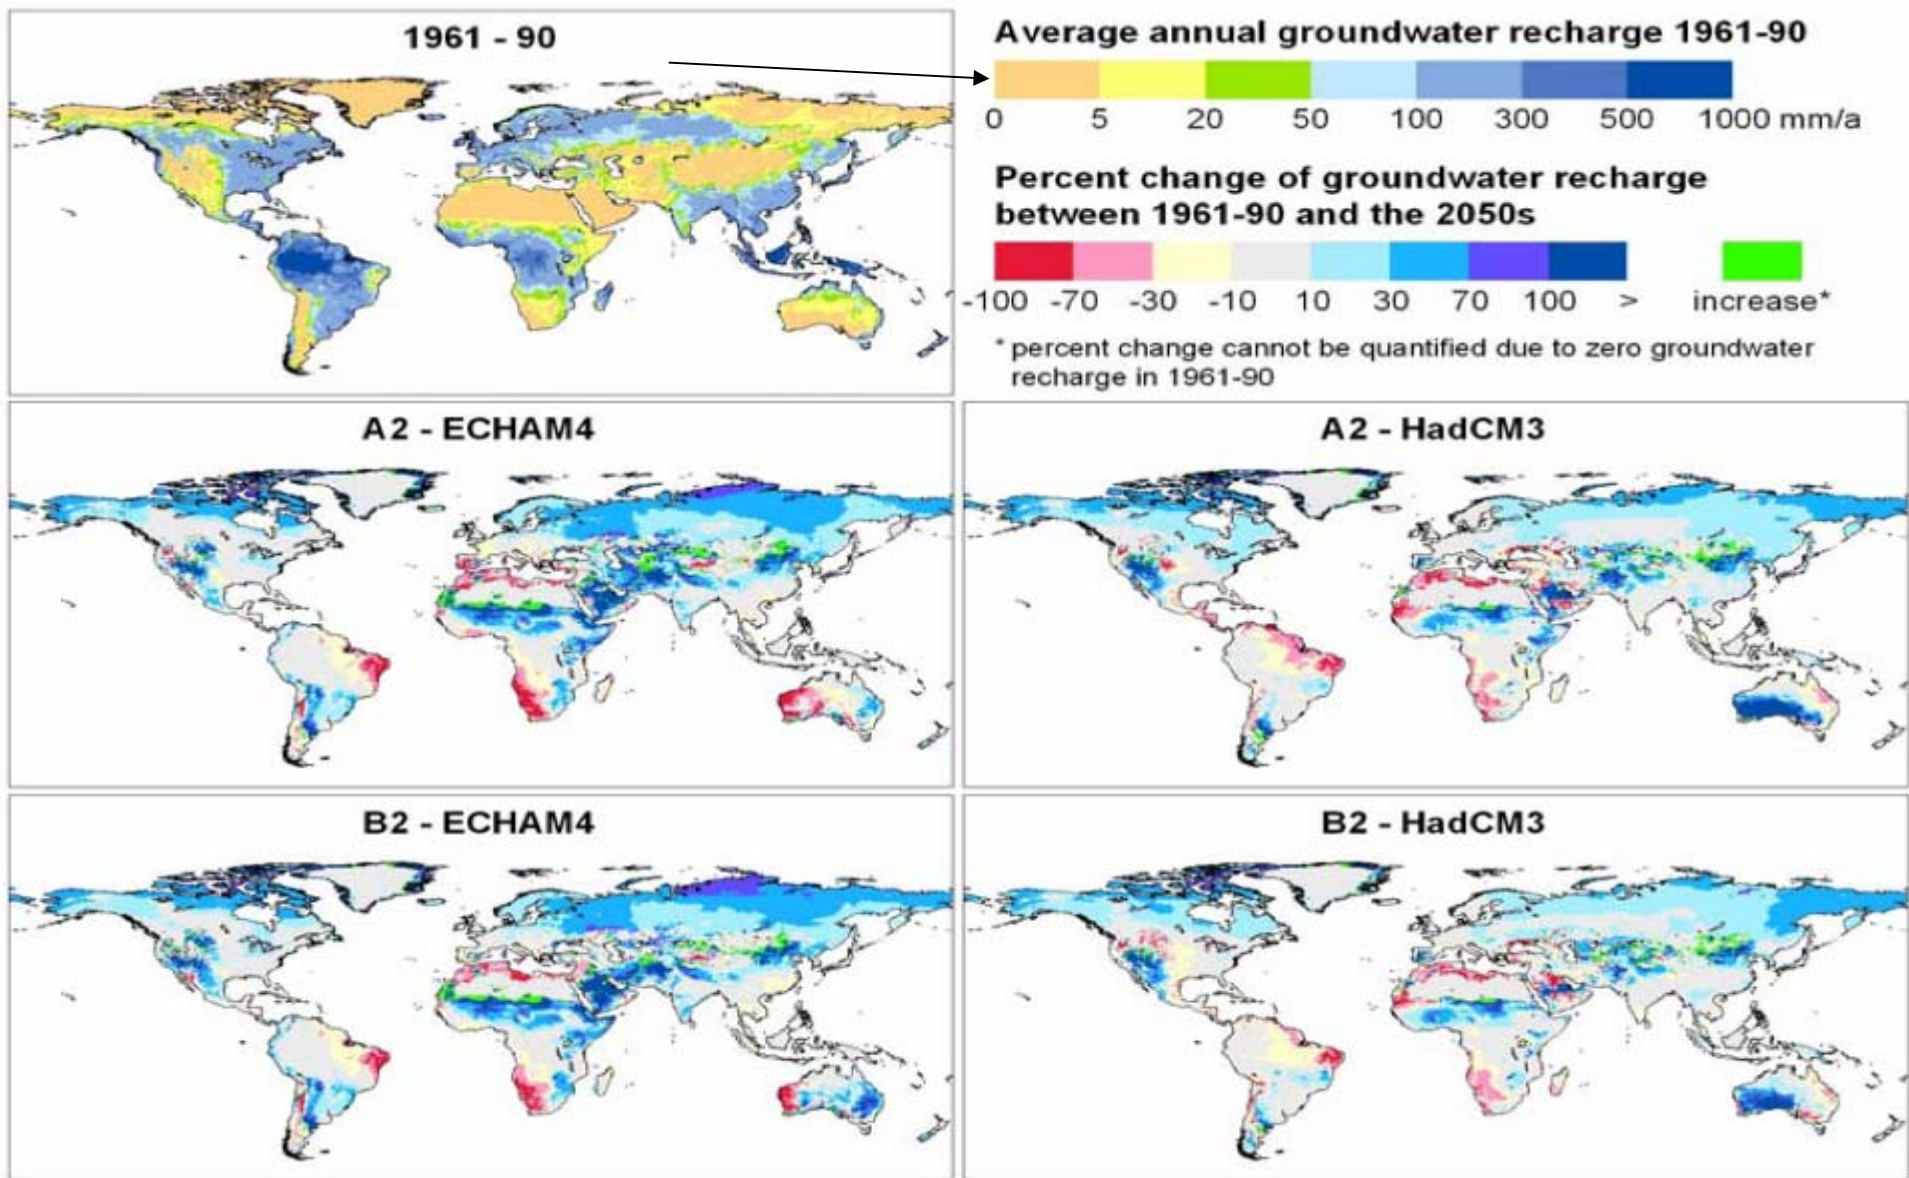 1961 - 90
Average annual groundwater recharge 1961-90
0 5 20 50 100 300 500 1000 mm/a
Percent change of groundwater recharge
between 1961-90 and the 2050s
-100 -70 -30 -10 10 30 70 100 > increase*
* percent change cannot be quantified due to zero groundwater
recharge in 1961-90
A2 - ECHAM4
A2 - HadCM3
B2 - ECHAM4
B2 - HadCM3